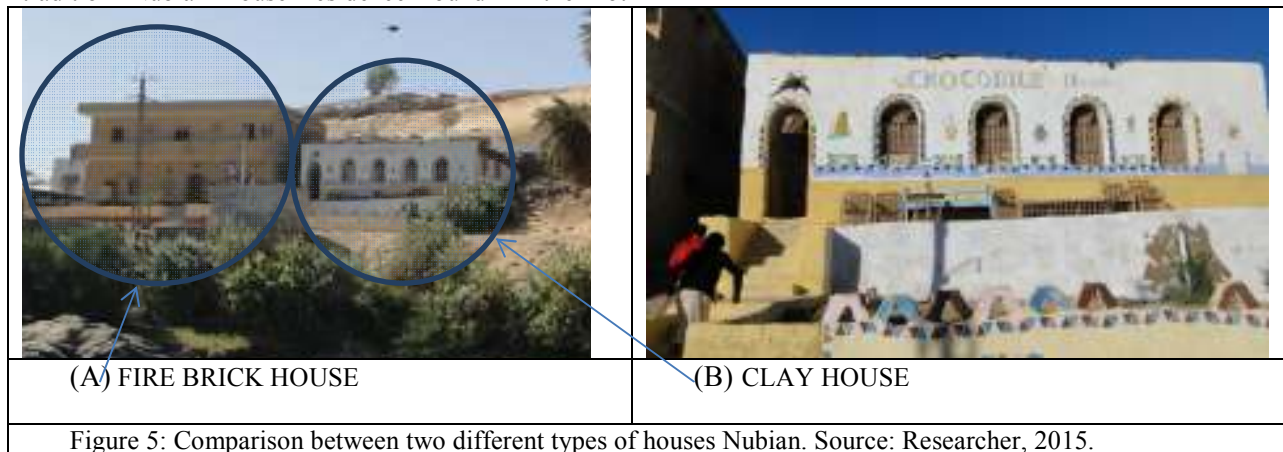 CROCODILE
(A) FIRE BRICK HOUSE
(B) CLAY HOUSE
Figure 5: Comparison between two different types of houses Nubian. Source: Researcher, 2015.